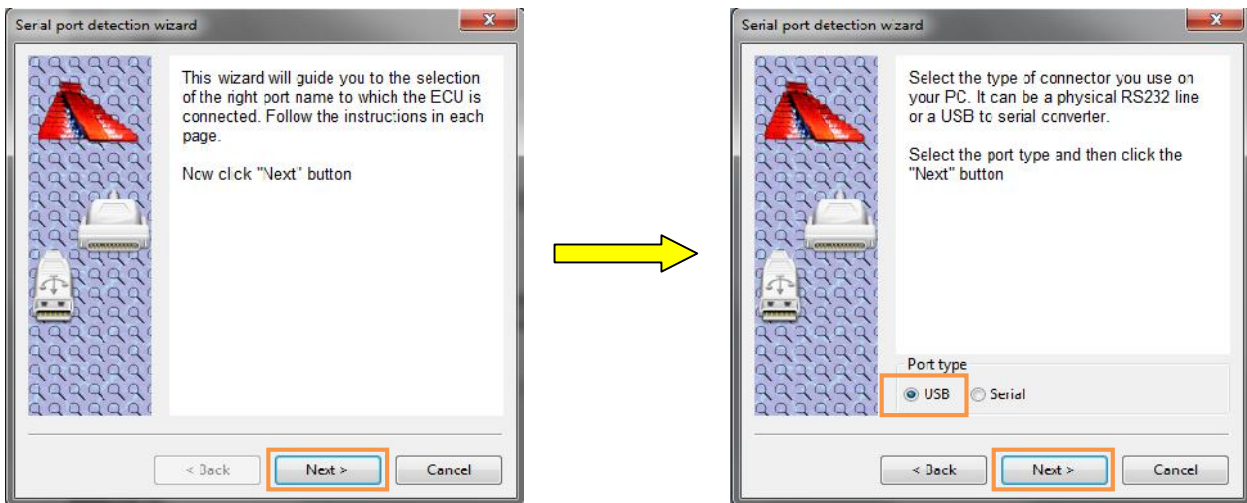 Serial port detection wizard
This wizard will guide you to the selection
of the right port name to which the ECU is
connected. Follow the instructions in each
page.
Now click "Next" button
< Back
Next >
Cancel
Serial port detection wizard
Select the type of connector you use on
your PC. It can be a physical RS232 line
or a USB to serial converter.
Select the port type and then click the
"Next" button
Port type
USB
Serial
< Back
Next >
Cancel